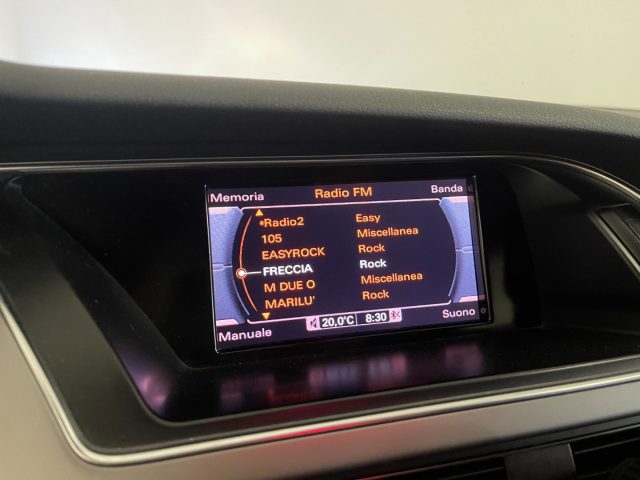 Memoria Radio FM Banda
*Radio2 Easy
105 Miscellanea
EASYROCK Rock
FRECCIA Rock
M DUE O Miscellanea
MARILU' Rock
20,0°C 8:30
Manuale Suono